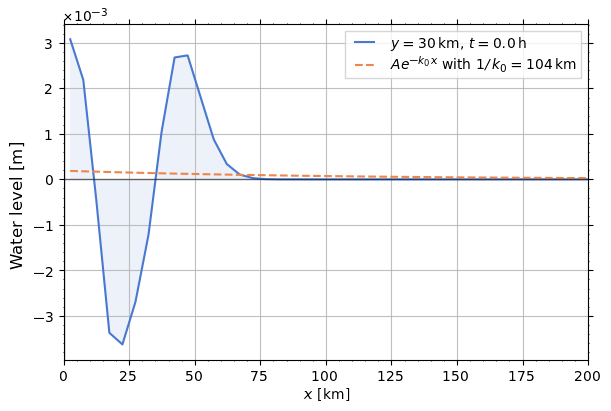 ×10⁻³
y = 30 km, t = 0.0 h
Ae^{−k₀x} with 1/k₀ = 104 km
3
2
1
0
−1
−2
−3
Water level [m]
0 25 50 75 100 125 150 175 200
x [km]